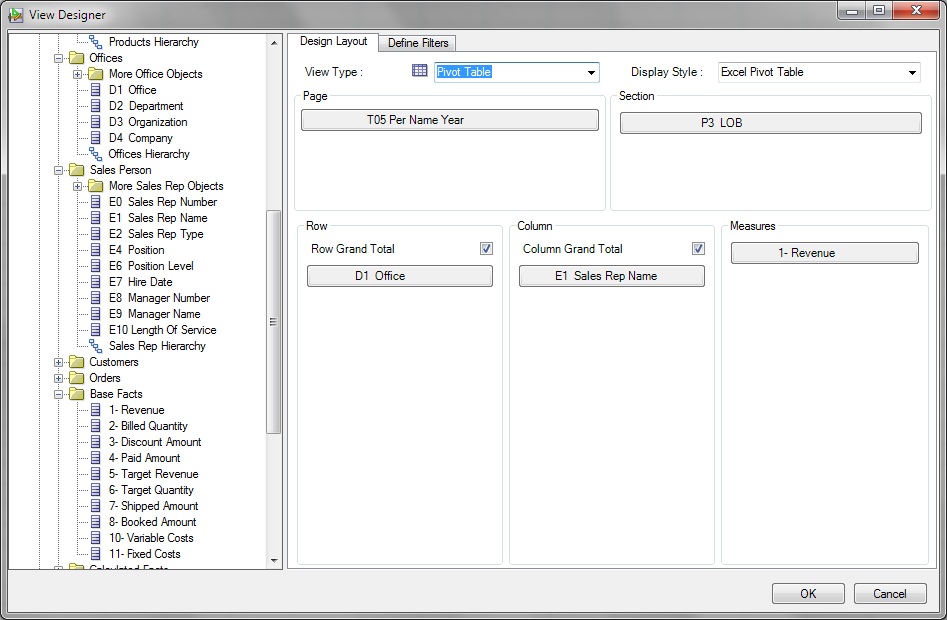 View Designer
Products Hierarchy
Offices
More Office Objects
D1 Office
D2 Department
D3 Organization
D4 Company
Offices Hierarchy
Sales Person
More Sales Rep Objects
E0 Sales Rep Number
E1 Sales Rep Name
E2 Sales Rep Type
E4 Position
E6 Position Level
E7 Hire Date
E8 Manager Number
E9 Manager Name
E10 Length Of Service
Sales Rep Hierarchy
Customers
Orders
Base Facts
1- Revenue
2- Billed Quantity
3- Discount Amount
4- Paid Amount
5- Target Revenue
6- Target Quantity
7- Shipped Amount
8- Booked Amount
10- Variable Costs
11- Fixed Costs
Calculated Facts
Design Layout Define Filters
View Type : Pivot Table Display Style : Excel Pivot Table
Page
T05 Per Name Year
Section
P3 LOB
Row
Row Grand Total
D1 Office
Column
Column Grand Total
E1 Sales Rep Name
Measures
1- Revenue
OK Cancel